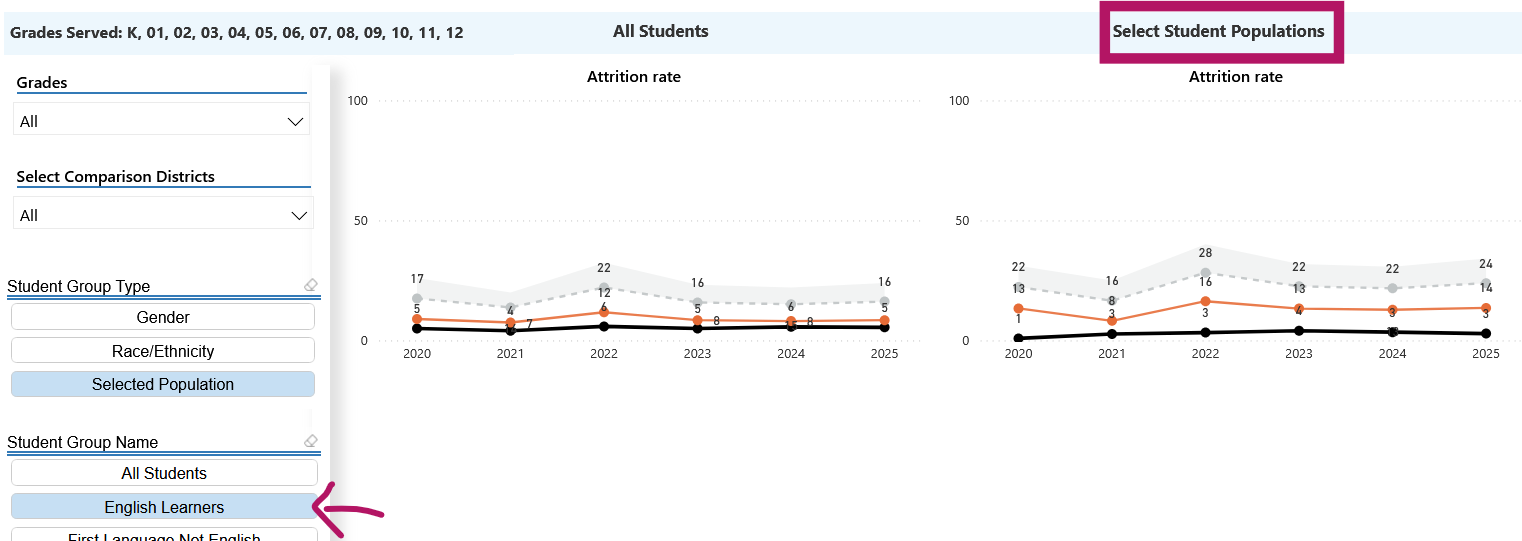 Grades Served: K, 01, 02, 03, 04, 05, 06, 07, 08, 09, 10, 11, 12
All Students
Select Student Populations
Grades
All
Select Comparison Districts
All
Student Group Type
Gender
Race/Ethnicity
Selected Population
Student Group Name
All Students
English Learners
First Language Not English
Attrition rate
100
50
0
17 22 16 16
5 4 12 6 5 6 5
7 8 8
2020 2021 2022 2023 2024 2025
Attrition rate
100
50
0
22 16 28 22 22 24
13 8 16 13 14
1 3 3 4 3 3
2020 2021 2022 2023 2024 2025